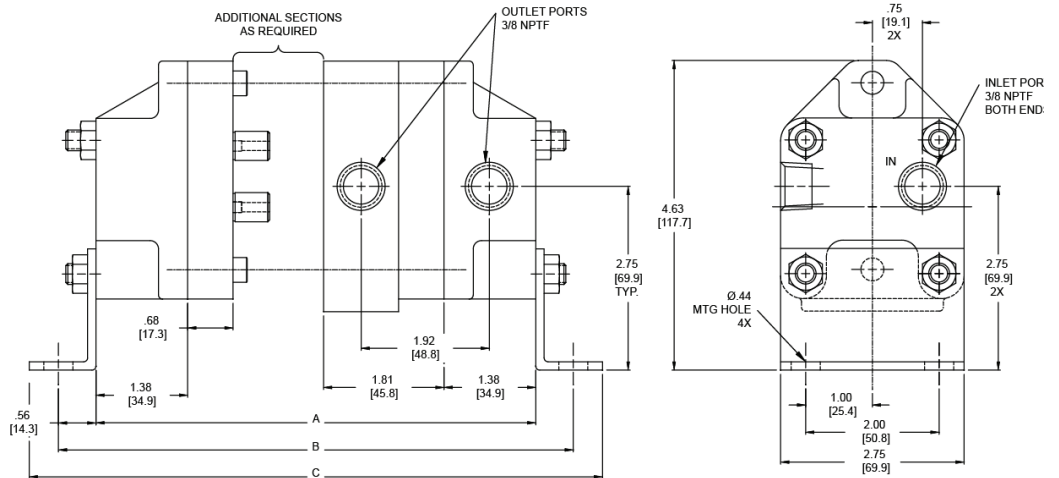 ADDITIONAL SECTIONS
AS REQUIRED
OUTLET PORTS
3/8 NPTF
.75
[19.1]
2X
INLET POR
3/8 NPTF
BOTH ENDS
IN
4.63
[117.7]
2.75
[69.9]
TYP.
2.75
[69.9]
2X
Ø.44
MTG HOLE
4X
.68
[17.3]
1.92
[48.8]
1.38
[34.9]
1.81
[45.8]
1.38
[34.9]
.56
[14.3]
A
B
C
1.00
[25.4]
2.00
[50.8]
2.75
[69.9]